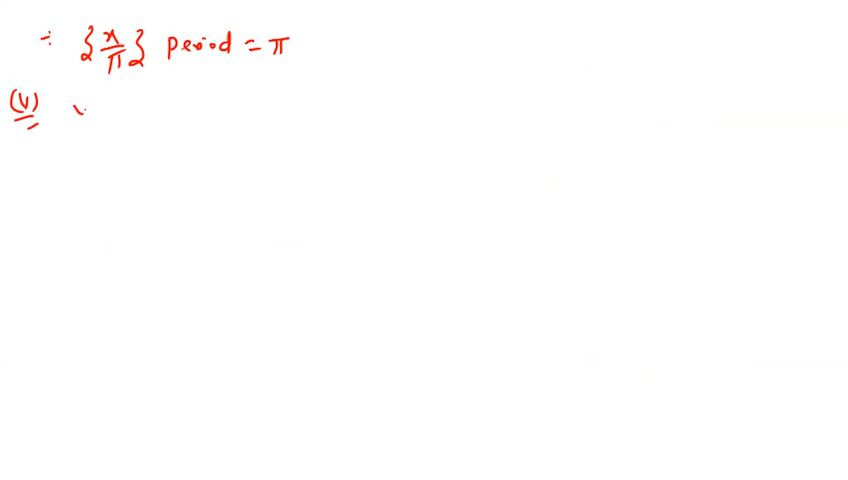 ∴ {x/π} period = π
(v)